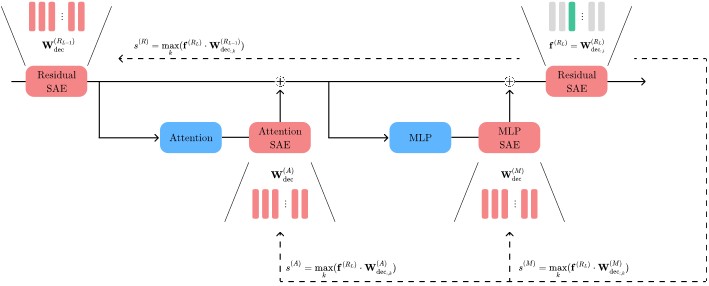 W_dec^(R_{L−1})
s^(R) = max_k(f^(R_L) · W_dec,k^(R_{L−1}))
f^(R_L) = W_dec,i^(R_L)
Residual
SAE
Residual
SAE
Attention
Attention
SAE
MLP
MLP
SAE
W_dec^(A)
W_dec^(M)
s^(A) = max_k(f^(R_L) · W_dec,k^(A))
s^(M) = max_k(f^(R_L) · W_dec,k^(M))